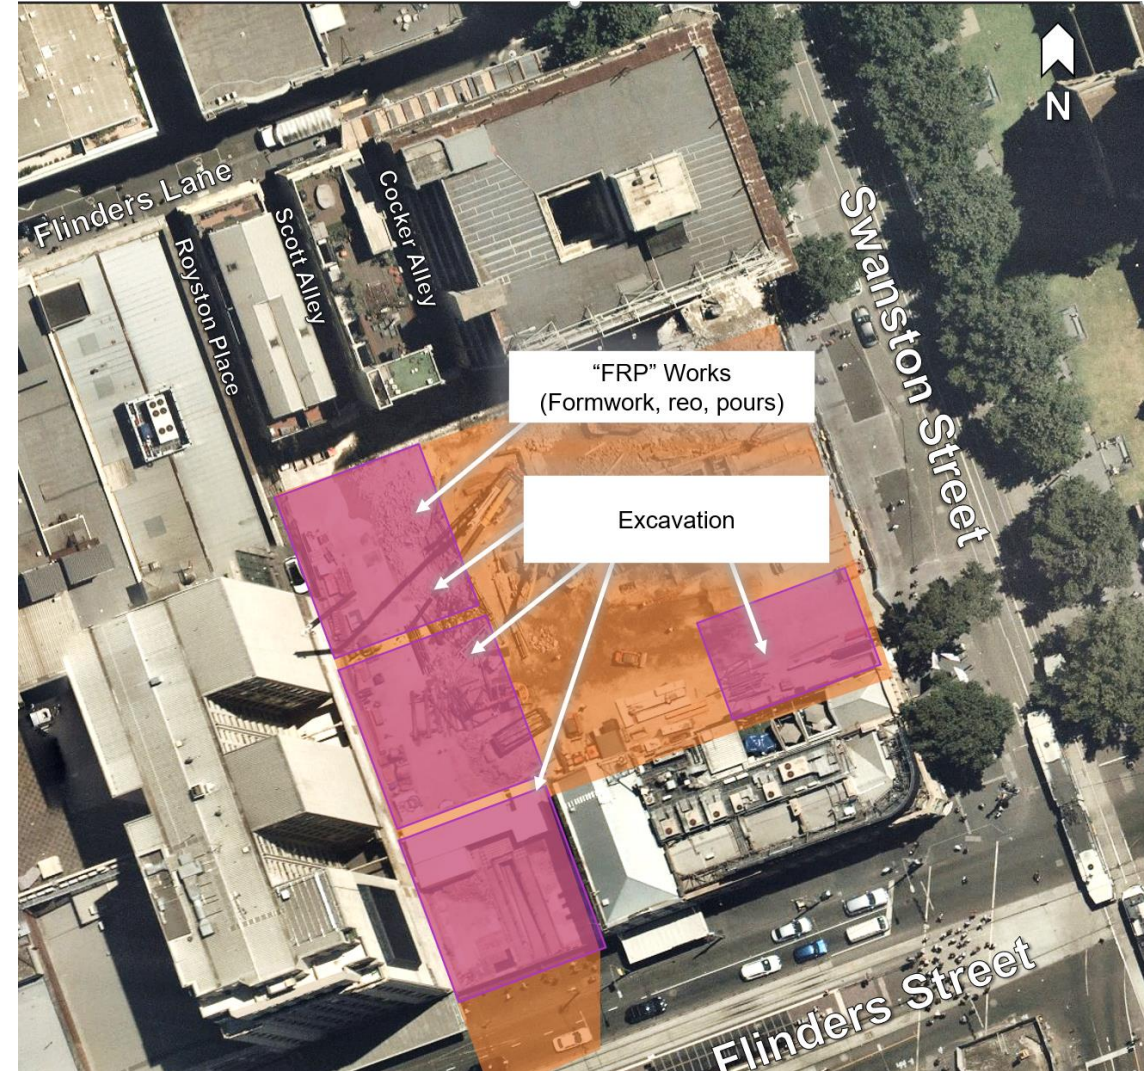 N
Flinders Lane
Royston Place
Scott Alley
Cocker Alley
Swanston Street
“FRP” Works
(Formwork, reo, pours)
Excavation
Flinders Street